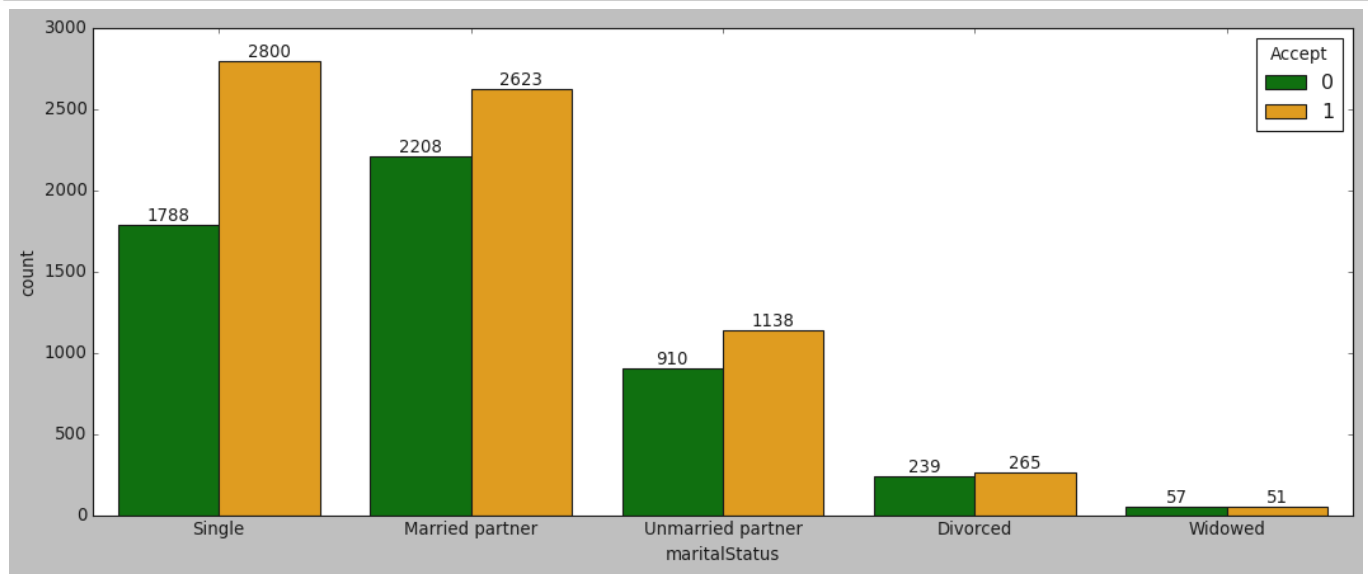 3000
2500
2000
1500
1000
500
0
count
2800
1788
2623
2208
1138
910
265
239
57
51
Accept
0
1
Single
Married partner
Unmarried partner
Divorced
Widowed
maritalStatus